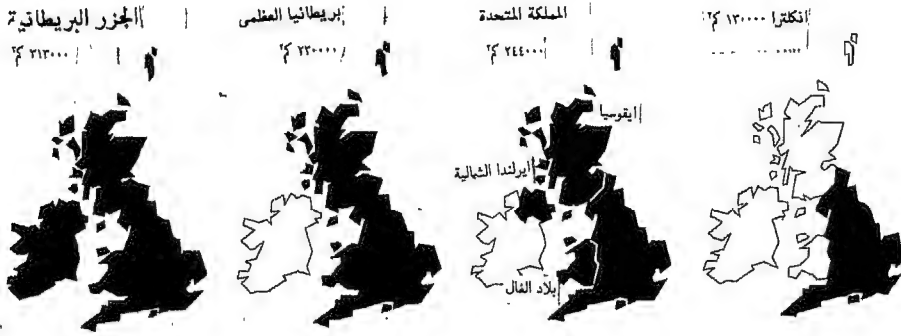 الجزر البريطانية
٣١٣٠٠٠ كم٢
بريطانيا العظمى
٢٣٠٠٠٠ كم٢
المملكة المتحدة
٢٤٤٠٠٠ كم٢
انكلترا ١٣٠٠٠٠ كم٢
ايقوسيا
ايرلندا الشمالية
بلاد الغال